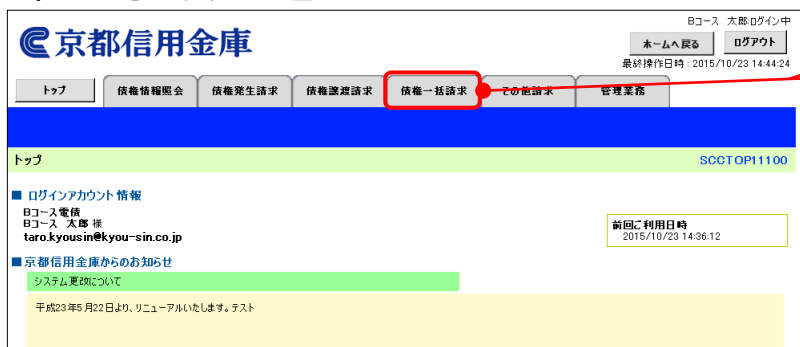 Bコース 太郎ログイン中
京都信用金庫
ホームへ戻る ログアウト
最終操作日時：2015/10/23 14:44:24
トップ 債権情報照会 債権発生請求 債権譲渡請求 債権一括請求 その他請求 管理業務
トップ SCCTOP11100
■ ログインアカウント情報
Bコース電債
Bコース 太郎 様
taro.kyousin@kyou-sin.co.jp
前回ご利用日時
2015/10/23 14:36:12
■京都信用金庫からのお知らせ
システム更改について
平成23年5月22日より、リニューアルいたします。テスト